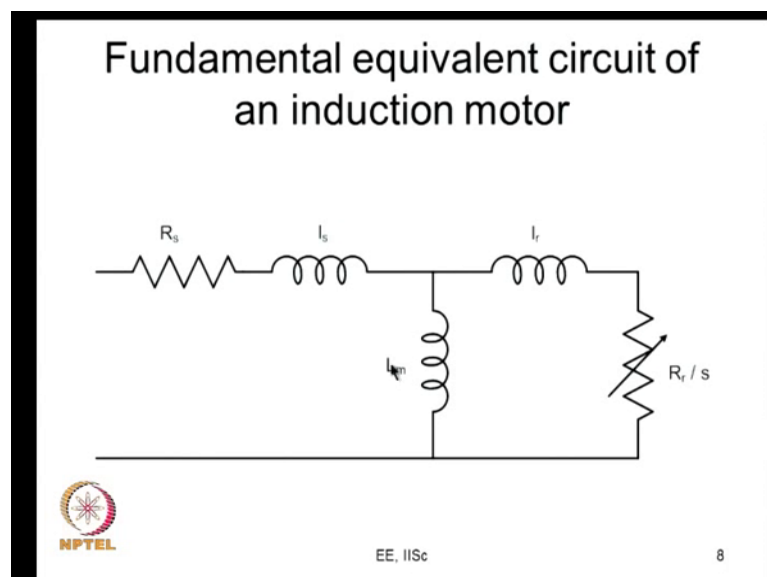 Fundamental equivalent circuit of
an induction motor
Rₛ
lₛ
lᵣ
Rᵣ / s
NPTEL
EE, IISc
8